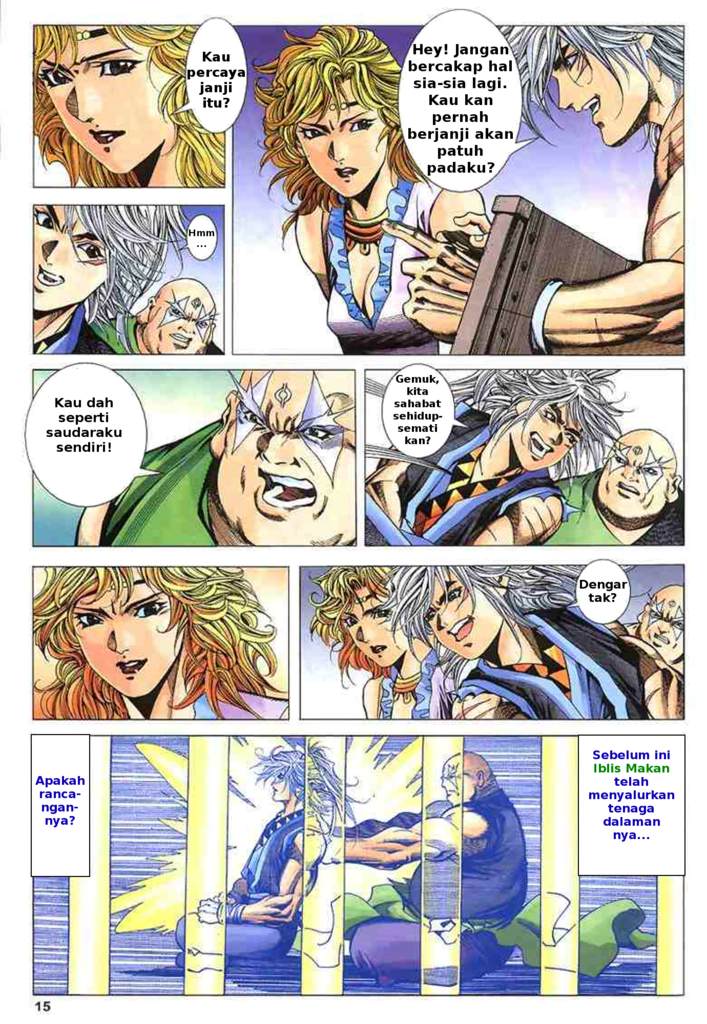 Kau
percaya
janji
itu?
Hey! Jangan
bercakap hal
sia-sia lagi.
Kau kan
pernah
berjanji akan
patuh
padaku?
Hmm
...
Kau dah
seperti
saudaraku
sendiri!
Gemuk,
kita
sahabat
sehidup-
semati
kan?
Dengar
tak?
Apakah
ranca-
ngan-
nya?
Sebelum ini
Iblis Makan
telah
menyalurkan
tenaga
dalaman
nya...
15